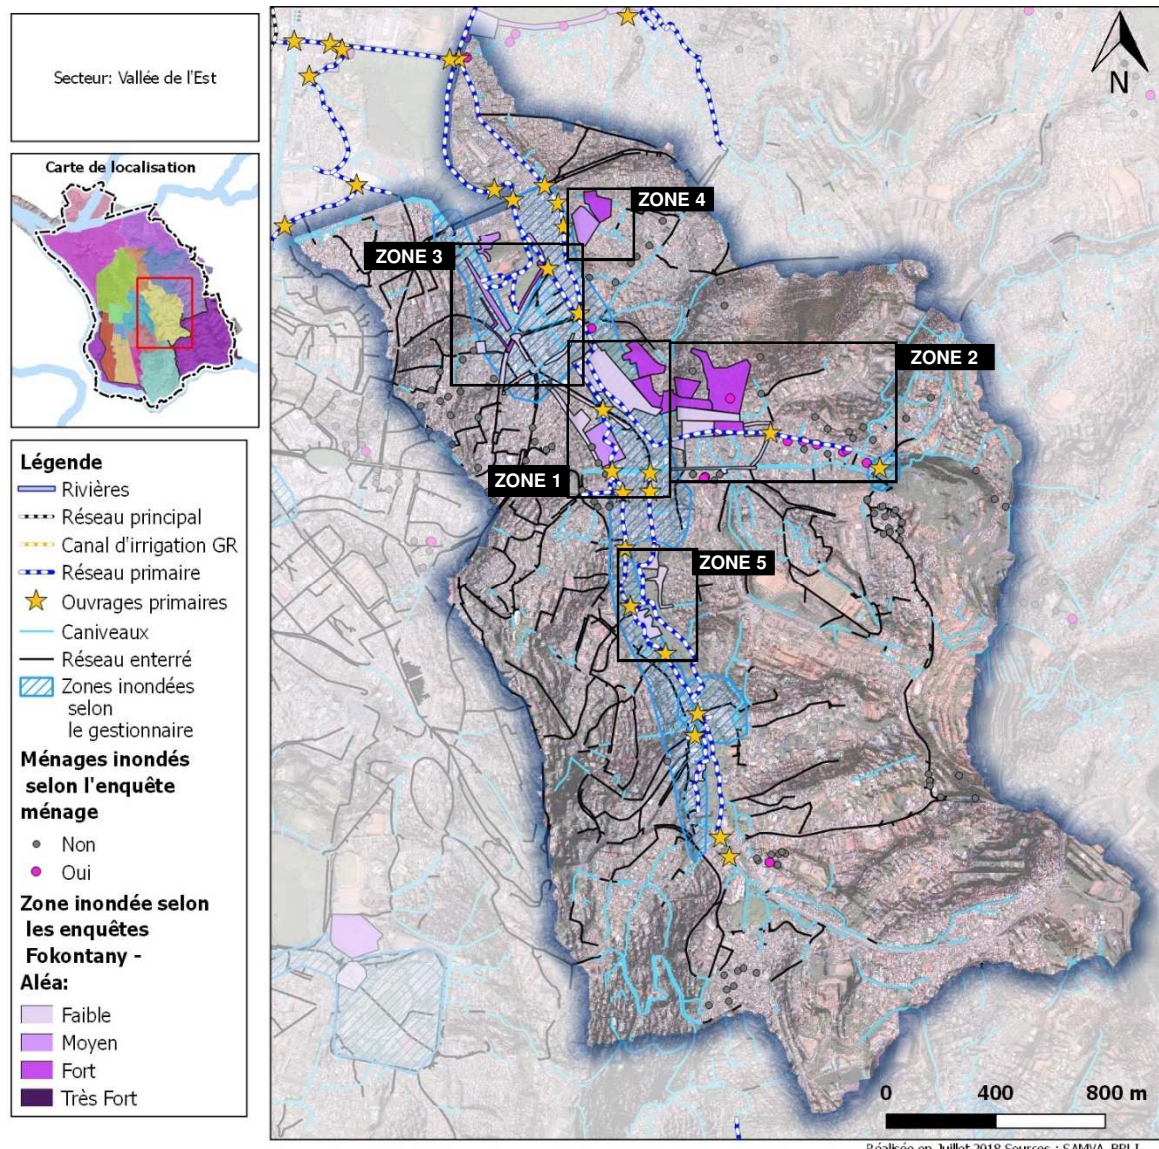 Secteur: Vallée de l'Est
Carte de localisation
Légende
Rivières
Réseau principal
Canal d'irrigation GR
Réseau primaire
Ouvrages primaires
Caniveaux
Réseau enterré
Zones inondées
selon
le gestionnaire
Ménages inondés
selon l'enquête
ménage
Non
Oui
Zone inondée selon
les enquêtes
Fokontany -
Aléa:
Faible
Moyen
Fort
Très Fort
N
ZONE 4
ZONE 3
ZONE 2
ZONE 1
ZONE 5
0 400 800 m
Réalisée en Juillet 2018 Sources : SAMVA, BRLI